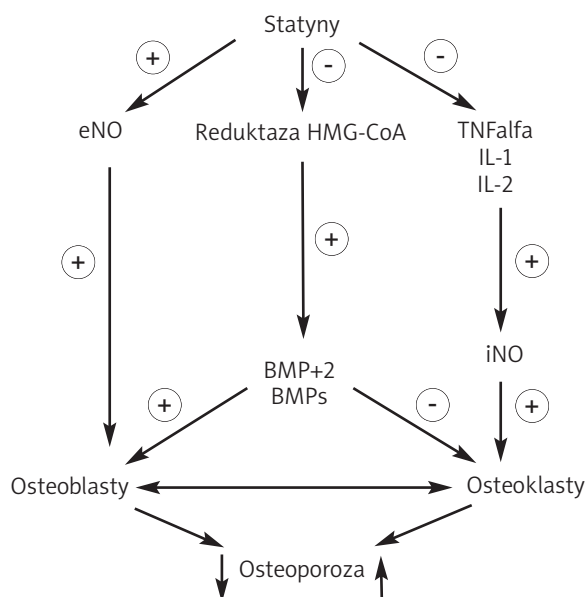 Statyny
+
-
-
eNO
Reduktaza HMG-CoA
TNFalfa
IL-1
IL-2
+
+
+
iNO
BMP+2
BMPs
+
-
+
Osteoblasty
Osteoklasty
Osteoporoza